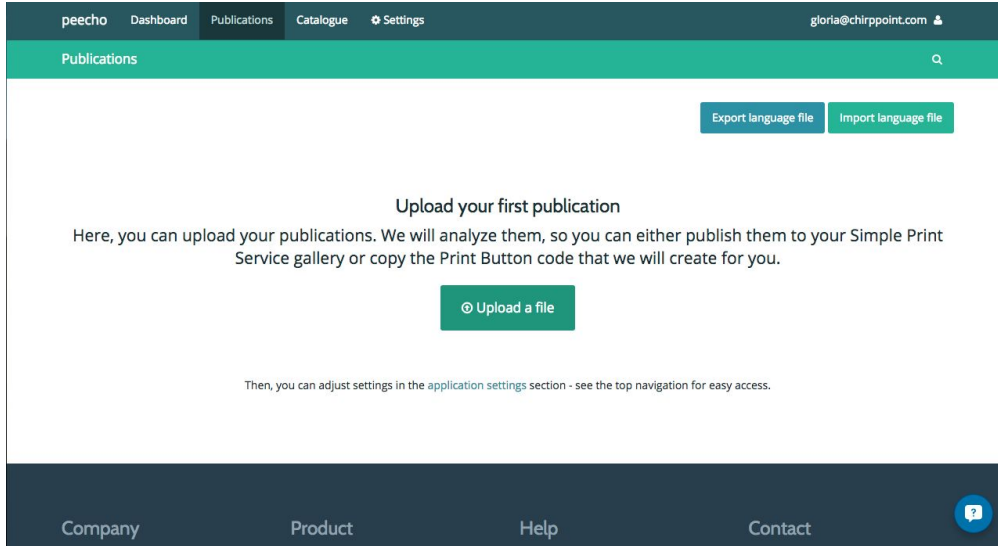 peecho Dashboard Publications Catalogue Settings gloria@chirppoint.com
Publications
Export language file Import language file
Upload your first publication
Here, you can upload your publications. We will analyze them, so you can either publish them to your Simple Print
Service gallery or copy the Print Button code that we will create for you.
Upload a file
Then, you can adjust settings in the application settings section - see the top navigation for easy access.
Company Product Help Contact
?